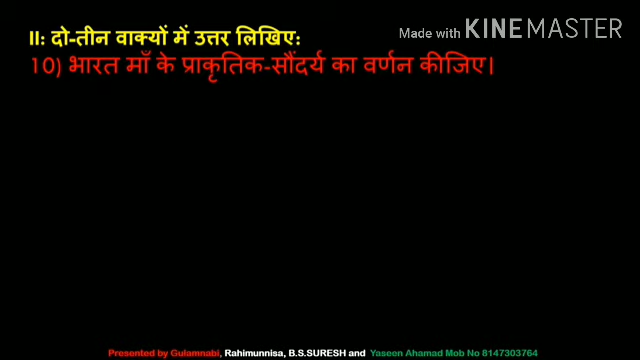 Made with KINEMASTER
II: दो-तीन वाक्यों में उत्तर लिखिए:
10) भारत माँ के प्राकृतिक-सौंदर्य का वर्णन कीजिए।
Presented by Gulamnabi, Rahimunnisa, B.S.SURESH and Yaseen Ahamad Mob No 8147303764